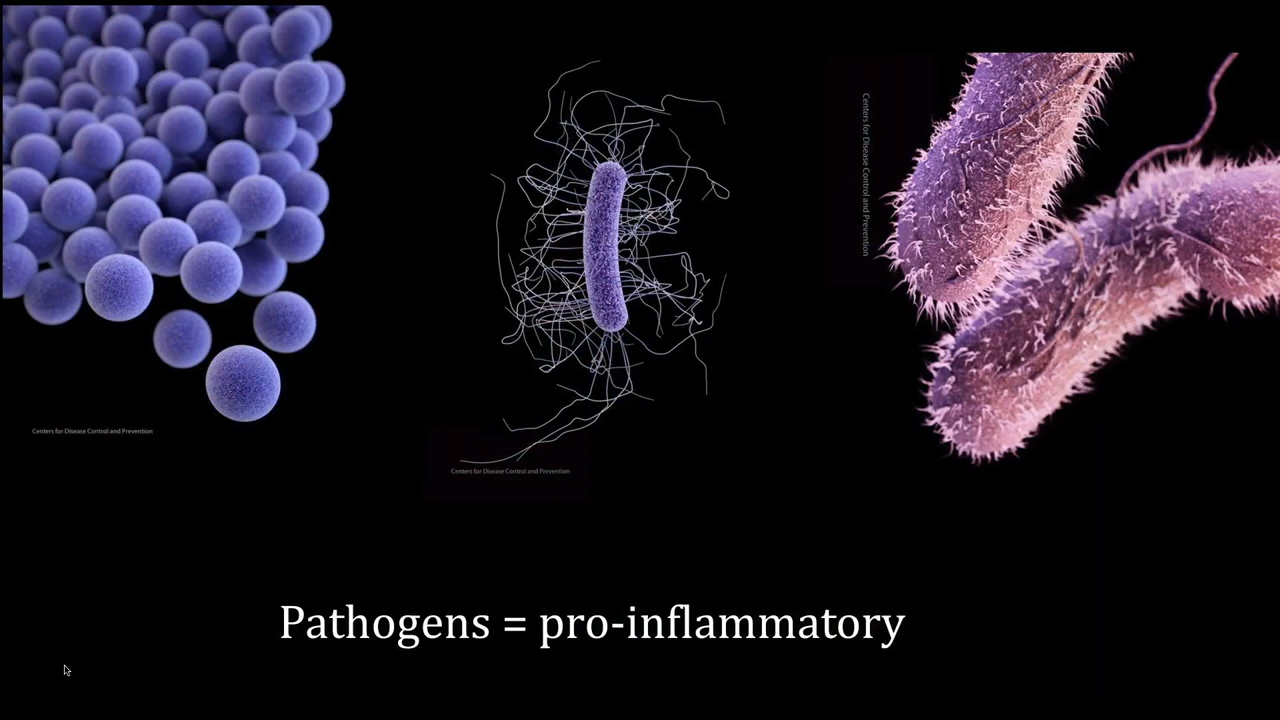 Centers for Disease Control and Prevention
Centers for Disease Control and Prevention
Centers for Disease Control and Prevention
Pathogens = pro-inflammatory